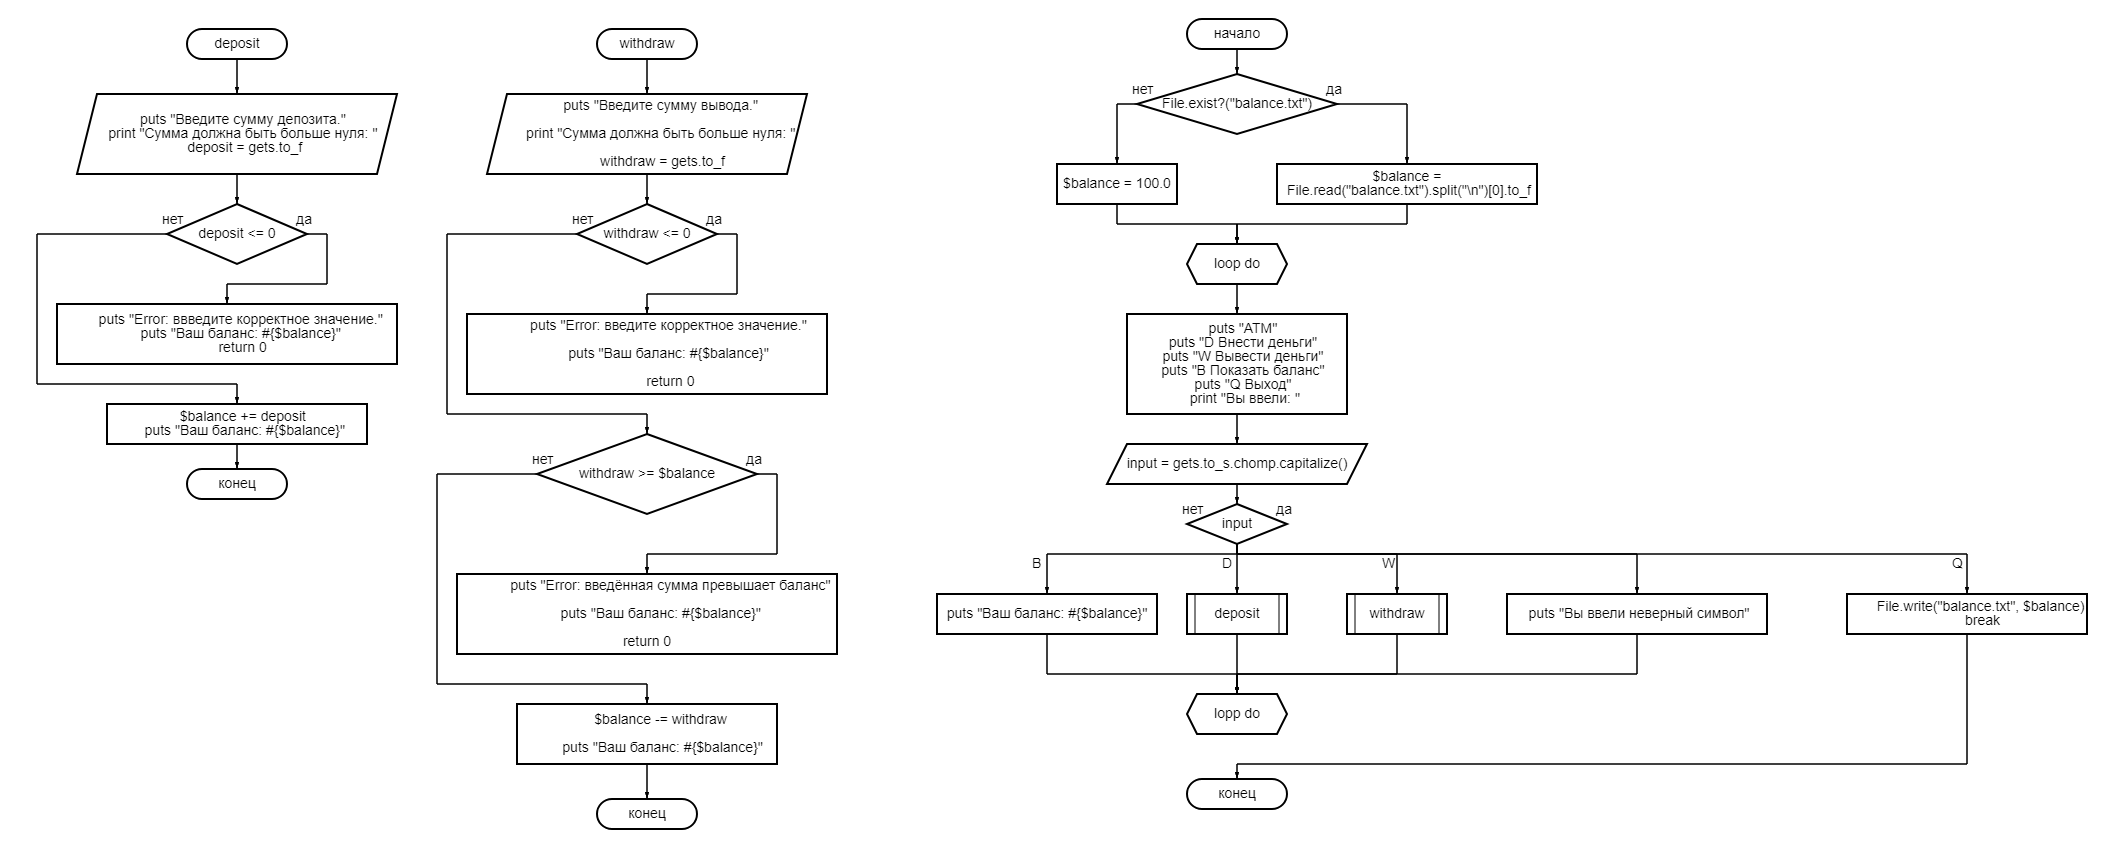 deposit
puts "Введите сумму депозита."
print "Сумма должна быть больше нуля: "
deposit = gets.to_f
нет
да
deposit <= 0
puts "Error: вввведите корректное значение."
puts "Ваш баланс: #{$balance}"
return 0
$balance += deposit
puts "Ваш баланс: #{$balance}"
конец
withdraw
puts "Введите сумму вывода."
print "Сумма должна быть больше нуля: "
withdraw = gets.to_f
нет
да
withdraw <= 0
puts "Error: введите корректное значение."
puts "Ваш баланс: #{$balance}"
return 0
нет
да
withdraw >= $balance
puts "Error: введённая сумма превышает баланс"
puts "Ваш баланс: #{$balance}"
return 0
$balance -= withdraw
puts "Ваш баланс: #{$balance}"
конец
начало
нет
да
File.exist?("balance.txt")
$balance = 100.0
$balance =
File.read("balance.txt").split("\n")[0].to_f
loop do
puts "ATM"
puts "D Внести деньги"
puts "W Вывести деньги"
puts "B Показать баланс"
puts "Q Выход"
print "Вы ввели: "
input = gets.to_s.chomp.capitalize()
нет
да
input
B
D
W
Q
puts "Ваш баланс: #{$balance}"
deposit
withdraw
puts "Вы ввели неверный символ"
File.write("balance.txt", $balance)
break
lopp do
конец